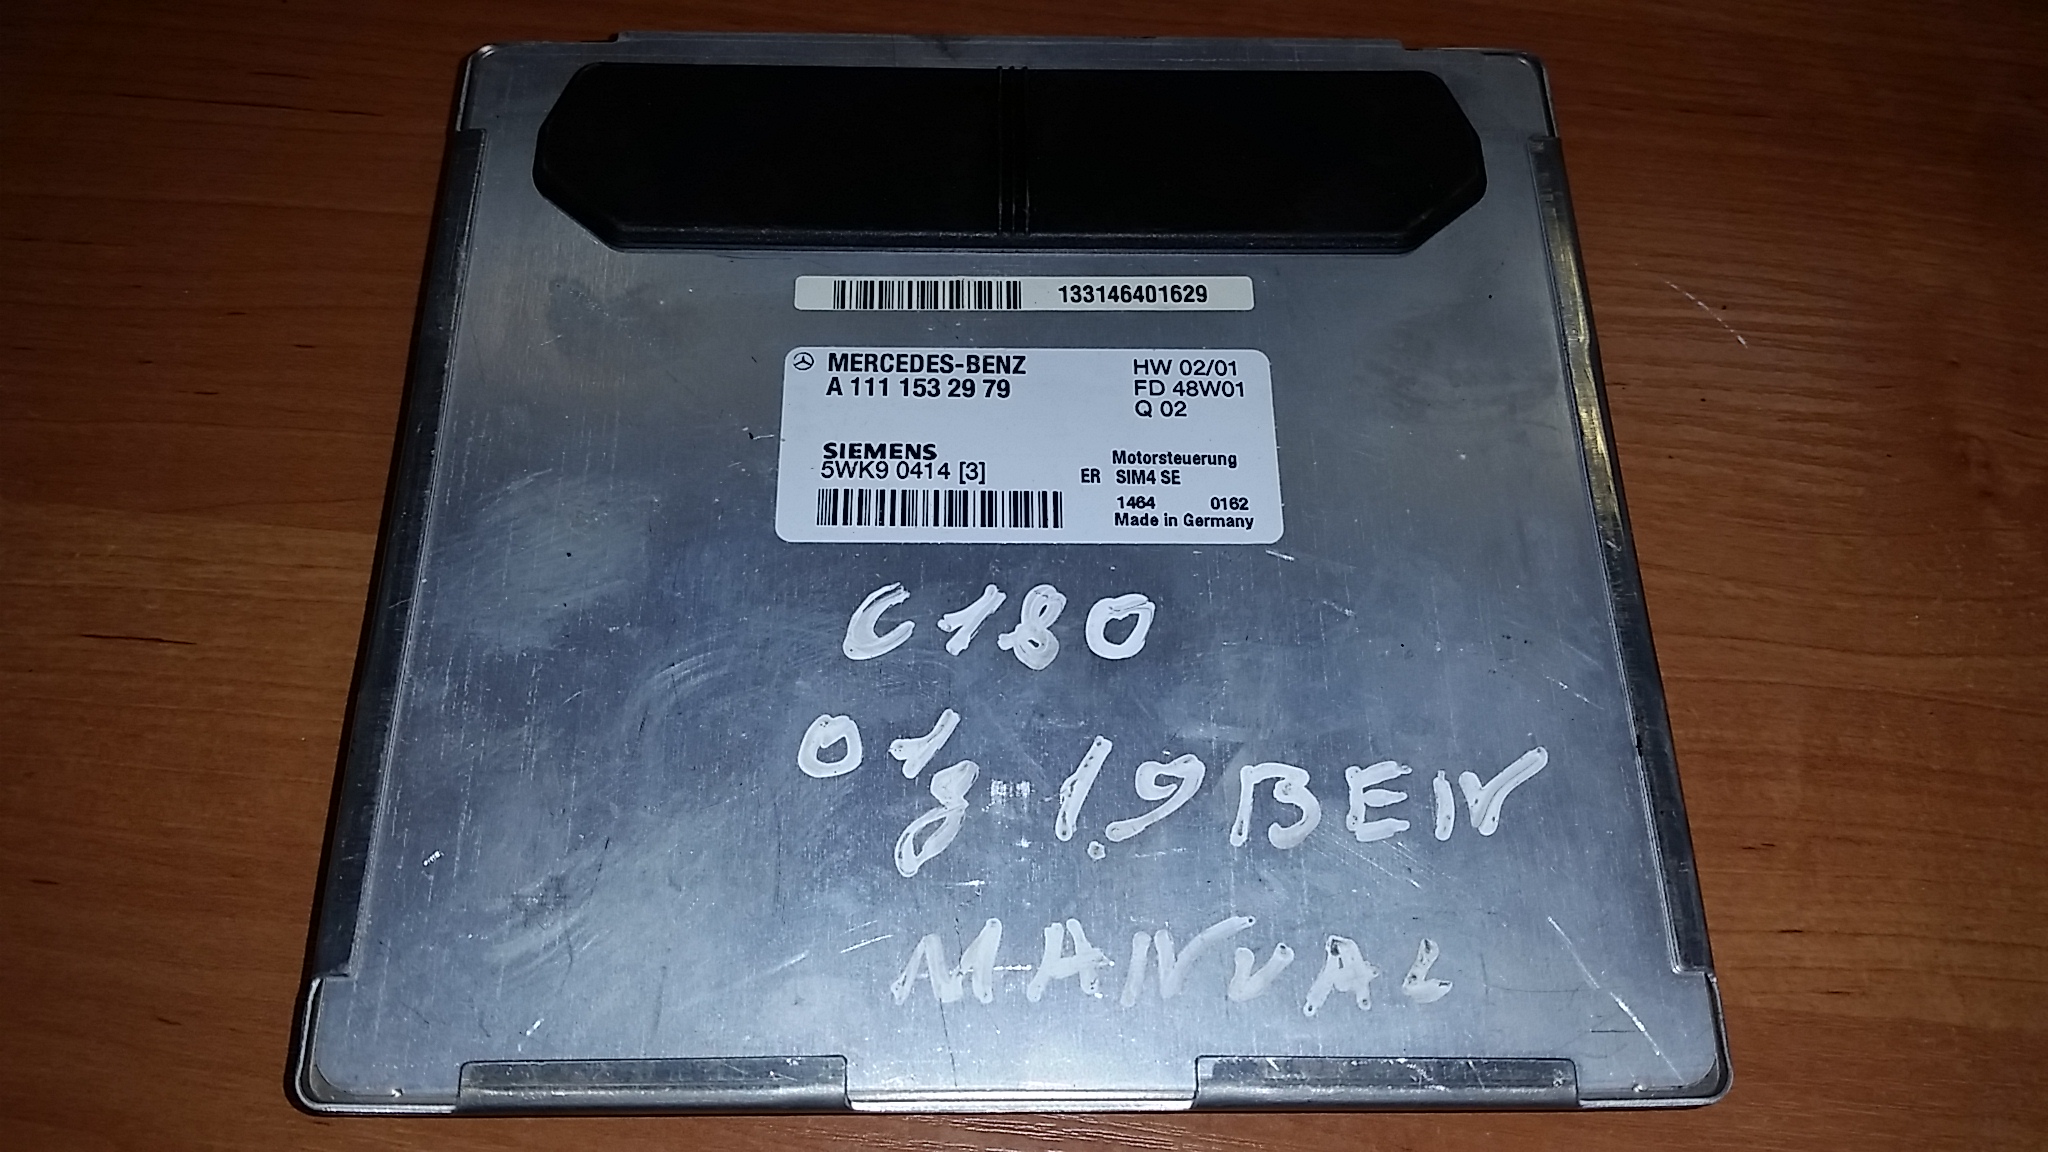 133146401629
MERCEDES-BENZ HW 02/01
A 111 153 29 79 FD 48W01
Q 02
SIEMENS Motorsteuerung
5WK9 0414 [3] ER SIM4 SE
1464 0162
Made in Germany
C180
01g 1.9 BEN
MANUAL